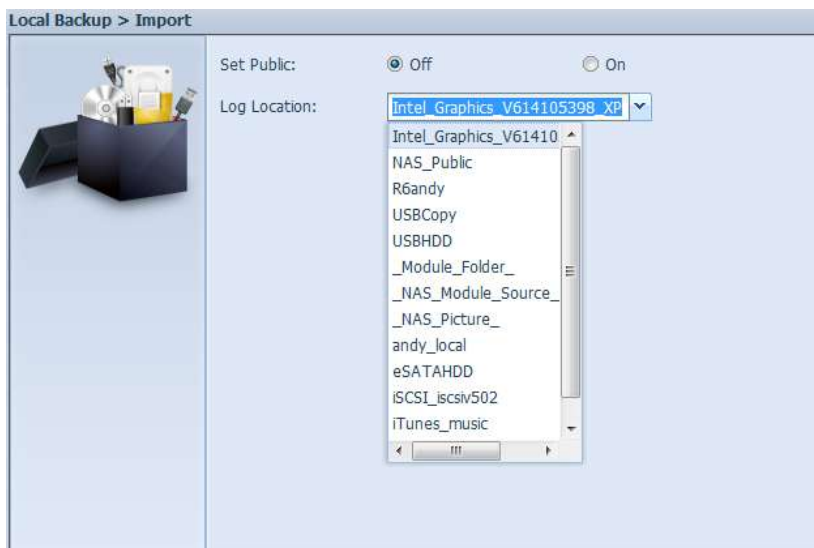 Local Backup > Import
Set Public: Off On
Log Location: Intel_Graphics_V614105398_XP
Intel_Graphics_V61410
NAS_Public
R6andy
USBCopy
USBHDD
_Module_Folder_
_NAS_Module_Source_
_NAS_Picture_
andy_local
eSATAHDD
iSCSI_iscsiv502
iTunes_music